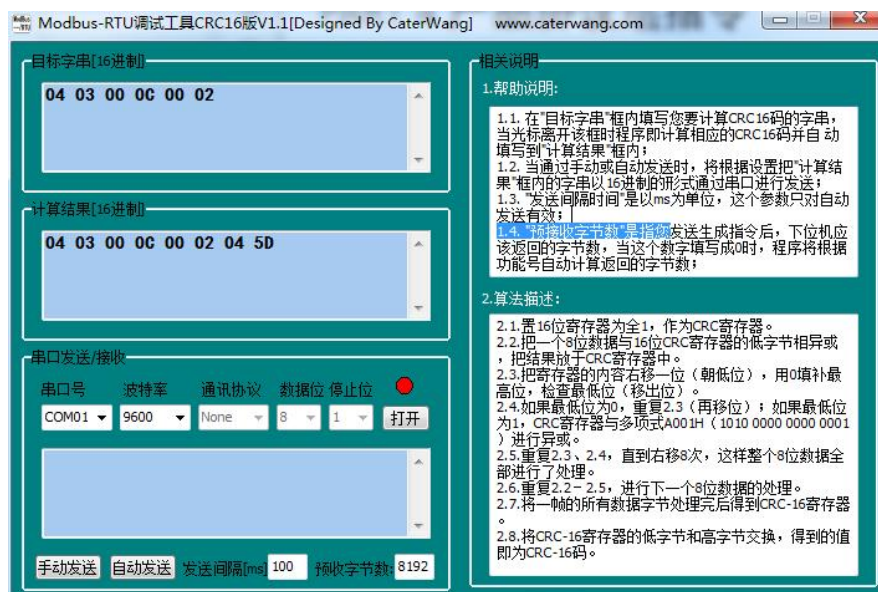 Modbus-RTU调试工具CRC16版V1.1[Designed By CaterWang]    www.caterwang.com
目标字串[16进制]
04 03 00 0C 00 02
计算结果[16进制]
04 03 00 0C 00 02 04 5D
串口发送/接收
串口号 波特率 通讯协议 数据位 停止位
COM01 9600 None 8 1 打开
手动发送 自动发送 发送间隔[ms] 100 预收字节数: 8192
相关说明
1.帮助说明:
1.1. 在"目标字串"框内填写您要计算CRC16码的字串，
当光标离开该框时程序即计算相应的CRC16码并自 动
填写到"计算结果"框内；
1.2. 当通过手动或自动发送时，将根据设置把"计算结
果"框内的字串以16进制的形式通过串口进行发送；
1.3. "发送间隔时间"是以ms为单位，这个参数只对自动
发送有效；
1.4. "预接收字节数"是指您发送生成指令后，下位机应
该返回的字节数，当这个数字填写成0时，程序将根据
功能号自动计算返回的字节数；
2.算法描述:
2.1.置16位寄存器为全1，作为CRC寄存器。
2.2.把一个8位数据与16位CRC寄存器的低字节相异或
，把结果放于CRC寄存器中。
2.3.把寄存器的内容右移一位（朝低位），用0填补最
高位，检查最低位（移出位）。
2.4.如果最低位为0，重复2.3（再移位）；如果最低位
为1，CRC寄存器与多项式A001H（1010 0000 0000 0001
）进行异或。
2.5.重复2.3、2.4，直到右移8次，这样整个8位数据全
部进行了处理。
2.6.重复2.2－2.5，进行下一个8位数据的处理。
2.7.将一帧的所有数据字节处理完后得到CRC-16寄存器
。
2.8.将CRC-16寄存器的低字节和高字节交换，得到的值
即为CRC-16码。